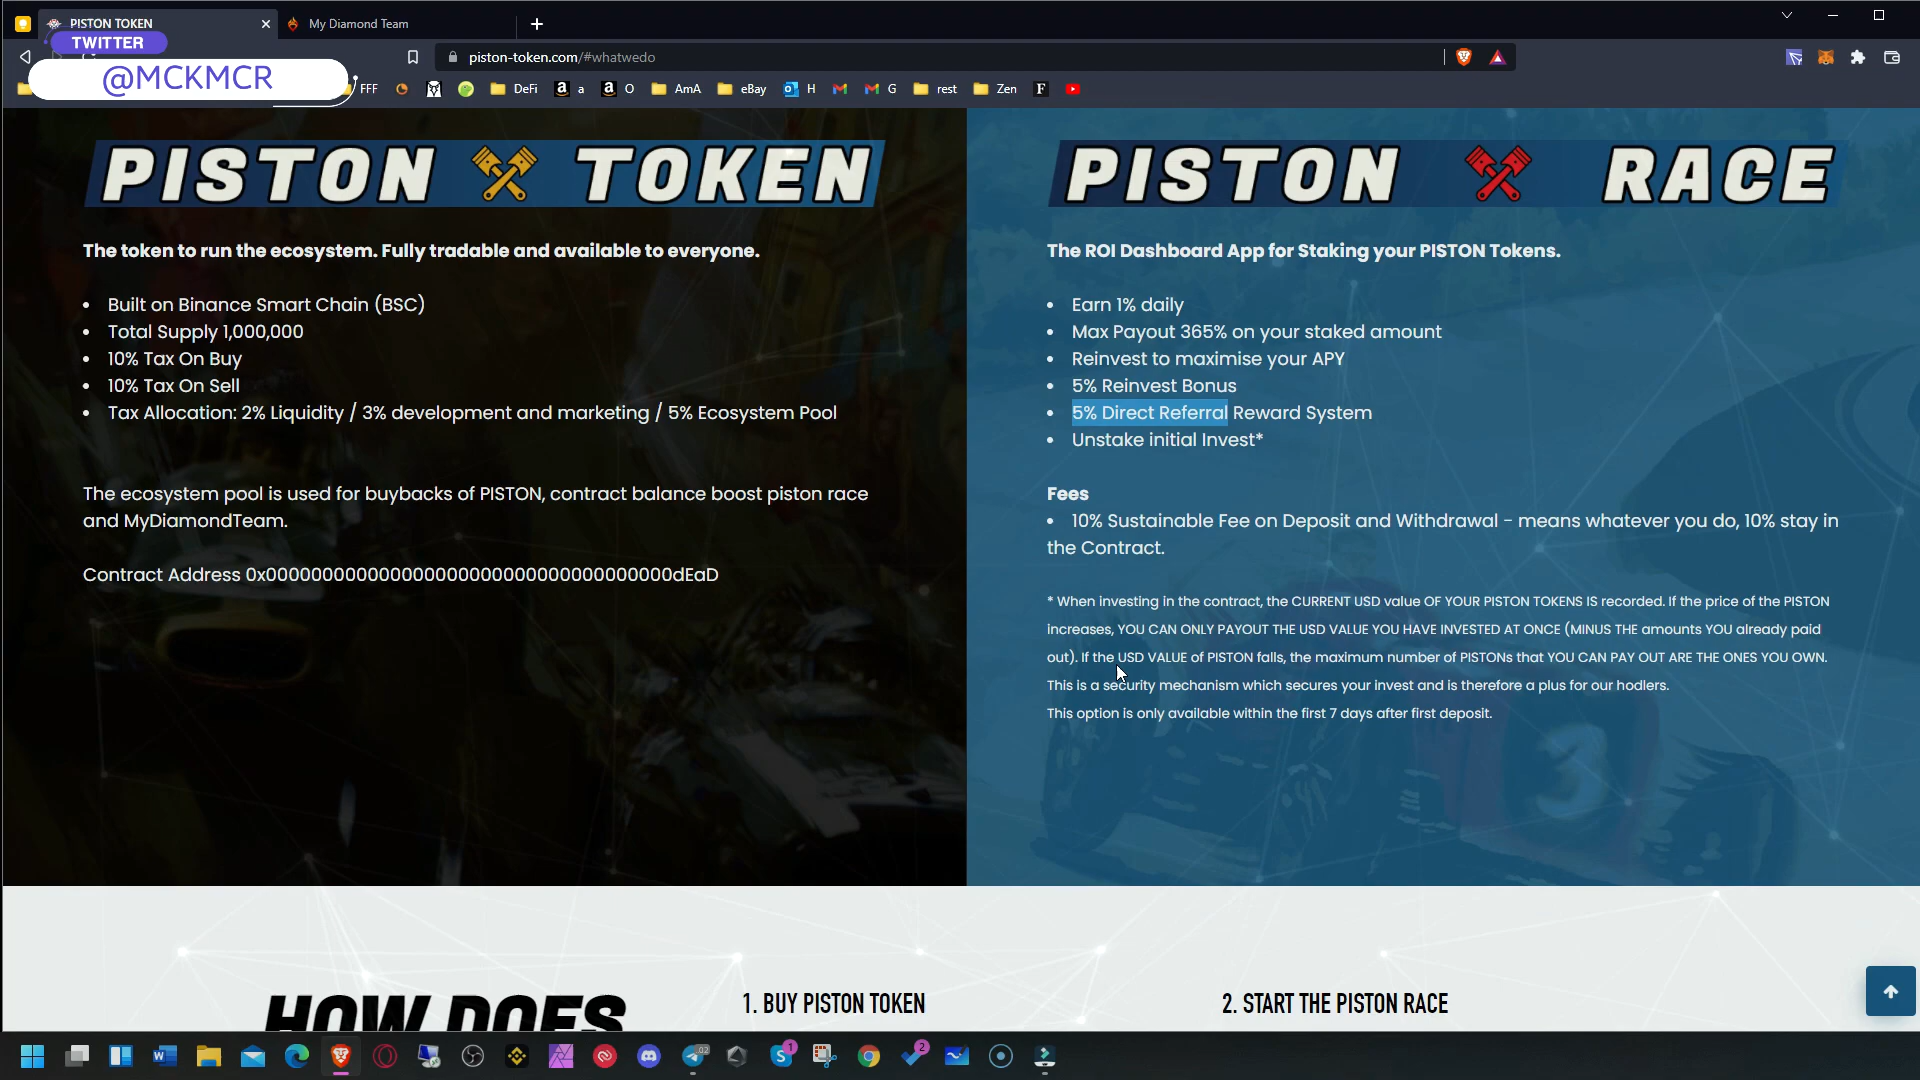 PISTON TOKEN
My Diamond Team
TWITTER
@MCKMCR
piston-token.com/#whatwedo
FFF
DeFi
a
O
AmA
eBay
H
G
rest
Zen
PISTON TOKEN
The token to run the ecosystem. Fully tradable and available to everyone.
• Built on Binance Smart Chain (BSC)
• Total Supply 1,000,000
• 10% Tax On Buy
• 10% Tax On Sell
• Tax Allocation: 2% Liquidity / 3% development and marketing / 5% Ecosystem Pool
The ecosystem pool is used for buybacks of PISTON, contract balance boost piston race
and MyDiamondTeam.
Contract Address 0x000000000000000000000000000000000000dEaD
PISTON RACE
The ROI Dashboard App for Staking your PISTON Tokens.
• Earn 1% daily
• Max Payout 365% on your staked amount
• Reinvest to maximise your APY
• 5% Reinvest Bonus
• 5% Direct Referral Reward System
• Unstake initial Invest*
Fees
• 10% Sustainable Fee on Deposit and Withdrawal - means whatever you do, 10% stay in
the Contract.
* When investing in the contract, the CURRENT USD value OF YOUR PISTON TOKENS IS recorded. If the price of the PISTON
increases, YOU CAN ONLY PAYOUT THE USD VALUE YOU HAVE INVESTED AT ONCE (MINUS THE amounts YOU already paid
out). If the USD VALUE of PISTON falls, the maximum number of PISTONs that YOU CAN PAY OUT ARE THE ONES YOU OWN.
This is a security mechanism which secures your invest and is therefore a plus for our hodlers.
This option is only available within the first 7 days after first deposit.
HOW DOES
1. BUY PISTON TOKEN
2. START THE PISTON RACE